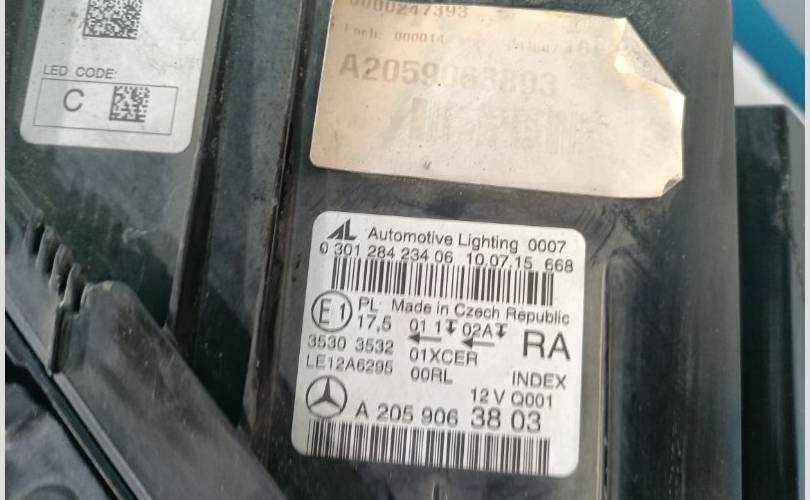 LED CODE:
C
0000247393
A2059063803
AL Automotive Lighting 0007
0 301 284 234 06 10.07.15 668
E1 PL Made in Czech Republic
17,5 01 1 02A
3530 3532 01XCER RA
LE12A6295 00RL INDEX
12 V Q001
A 205 906 38 03